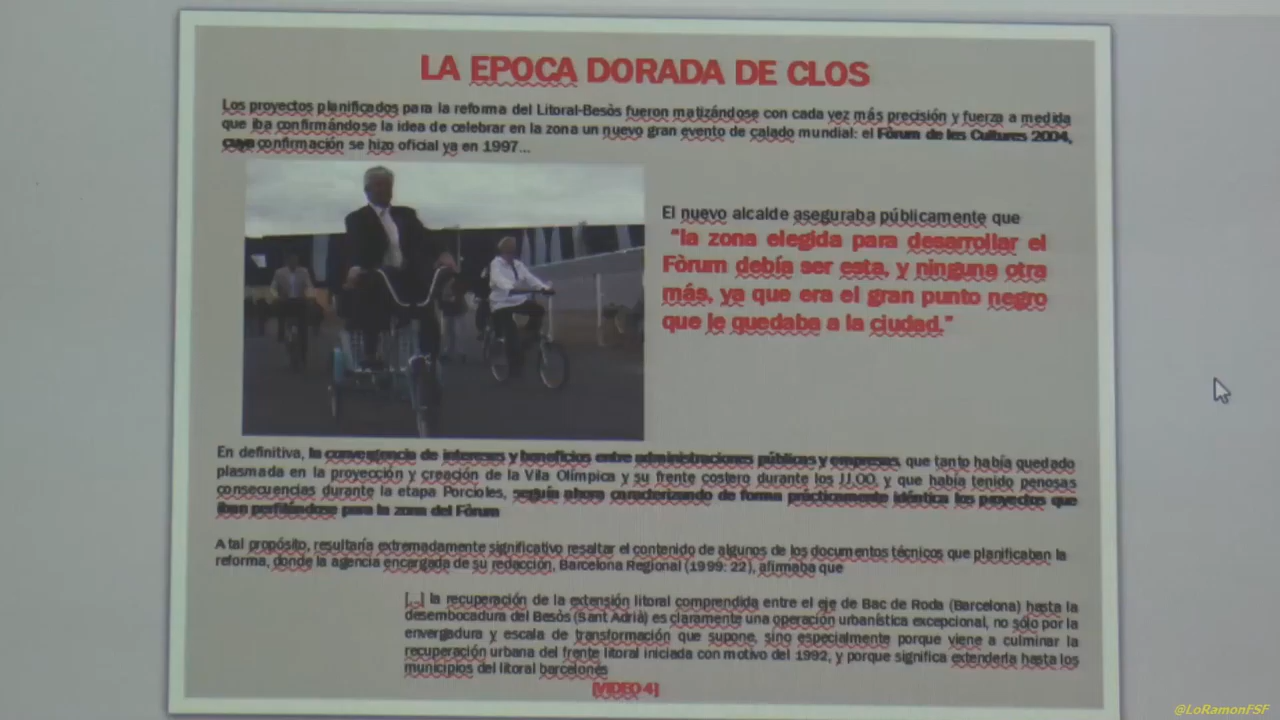 LA EPOCA DORADA DE CLOS
Los proyectos planificados para la reforma del Litoral-Besòs fueron matizándose con cada vez más precisión y fuerza a medida
que iba confirmándose la idea de celebrar en la zona un nuevo gran evento de calado mundial: el Fòrum de les Cultures 2004,
cuya confirmación se hizo oficial ya en 1997...
El nuevo alcalde aseguraba públicamente que
"la zona elegida para desarrollar el
Fòrum debía ser esta, y ninguna otra
más, ya que era el gran punto negro
que le quedaba a la ciudad."
En definitiva, la convergencia de intereses y beneficios entre administraciones públicas y empresas, que tanto había quedado
plasmada en la proyección y creación de la Vila Olímpica y su frente costero durante los JJ.OO, y que había tenido penosas
consecuencias durante la etapa Porcioles, seguía ahora caracterizando de forma prácticamente idéntica los proyectos que
iban perfilándose para la zona del Fòrum
A tal propósito, resultaría extremadamente significativo resaltar el contenido de algunos de los documentos técnicos que planificaban la
reforma, donde la agencia encargada de su redacción, Barcelona Regional (1999: 22), afirmaba que
[...] la recuperación de la extensión litoral comprendida entre el eje de Bac de Roda (Barcelona) hasta la
desembocadura del Besòs (Sant Adrià) es claramente una operación urbanística excepcional, no sólo por la
envergadura y escala de transformación que supone, sino especialmente porque viene a culminar la
recuperación urbana del frente litoral iniciada con motivo del 1992, y porque significa extenderla hasta los
municipios del litoral barcelonés
[VIDEO 4]
@LoRamonFSF